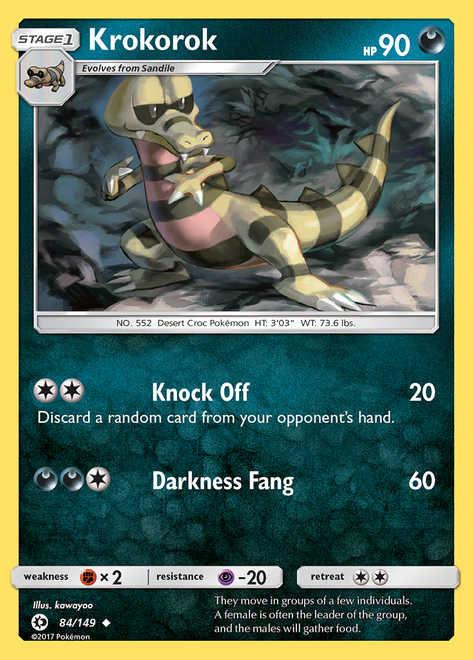 STAGE 1
Krokorok
HP 90
Evolves from Sandile
NO. 552 Desert Croc Pokémon HT: 3'03" WT: 73.6 lbs.
Knock Off 20
Discard a random card from your opponent's hand.
Darkness Fang 60
weakness ×2 resistance -20 retreat
Illus. kawayoo
84/149
©2017 Pokémon
They move in groups of a few individuals.
A female is often the leader of the group,
and the males will gather food.